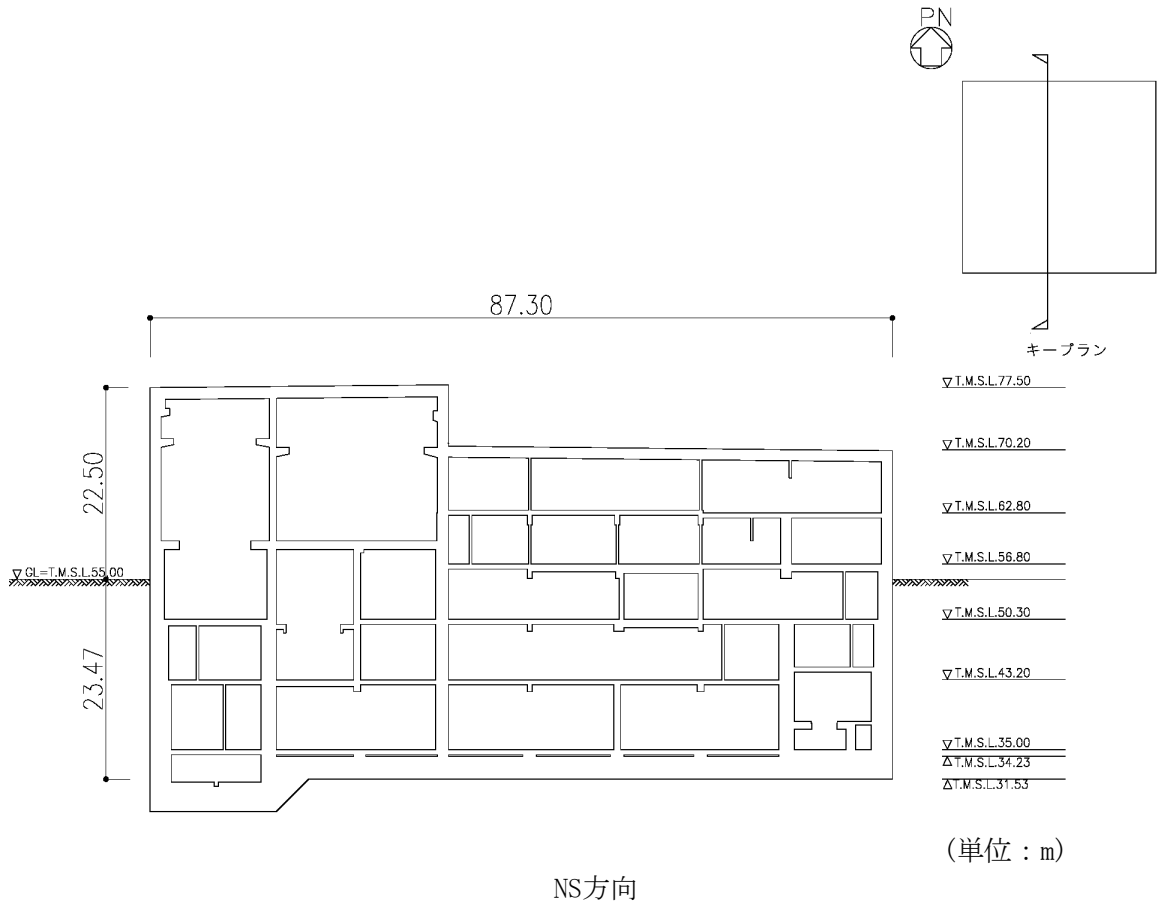 PN
キープラン
87.30
22.50
23.47
▽GL=T.M.S.L.55.00
▽T.M.S.L.77.50
▽T.M.S.L.70.20
▽T.M.S.L.62.80
▽T.M.S.L.56.80
▽T.M.S.L.50.30
▽T.M.S.L.43.20
▽T.M.S.L.35.00
△T.M.S.L.34.23
△T.M.S.L.31.53
(単位:m)
NS方向